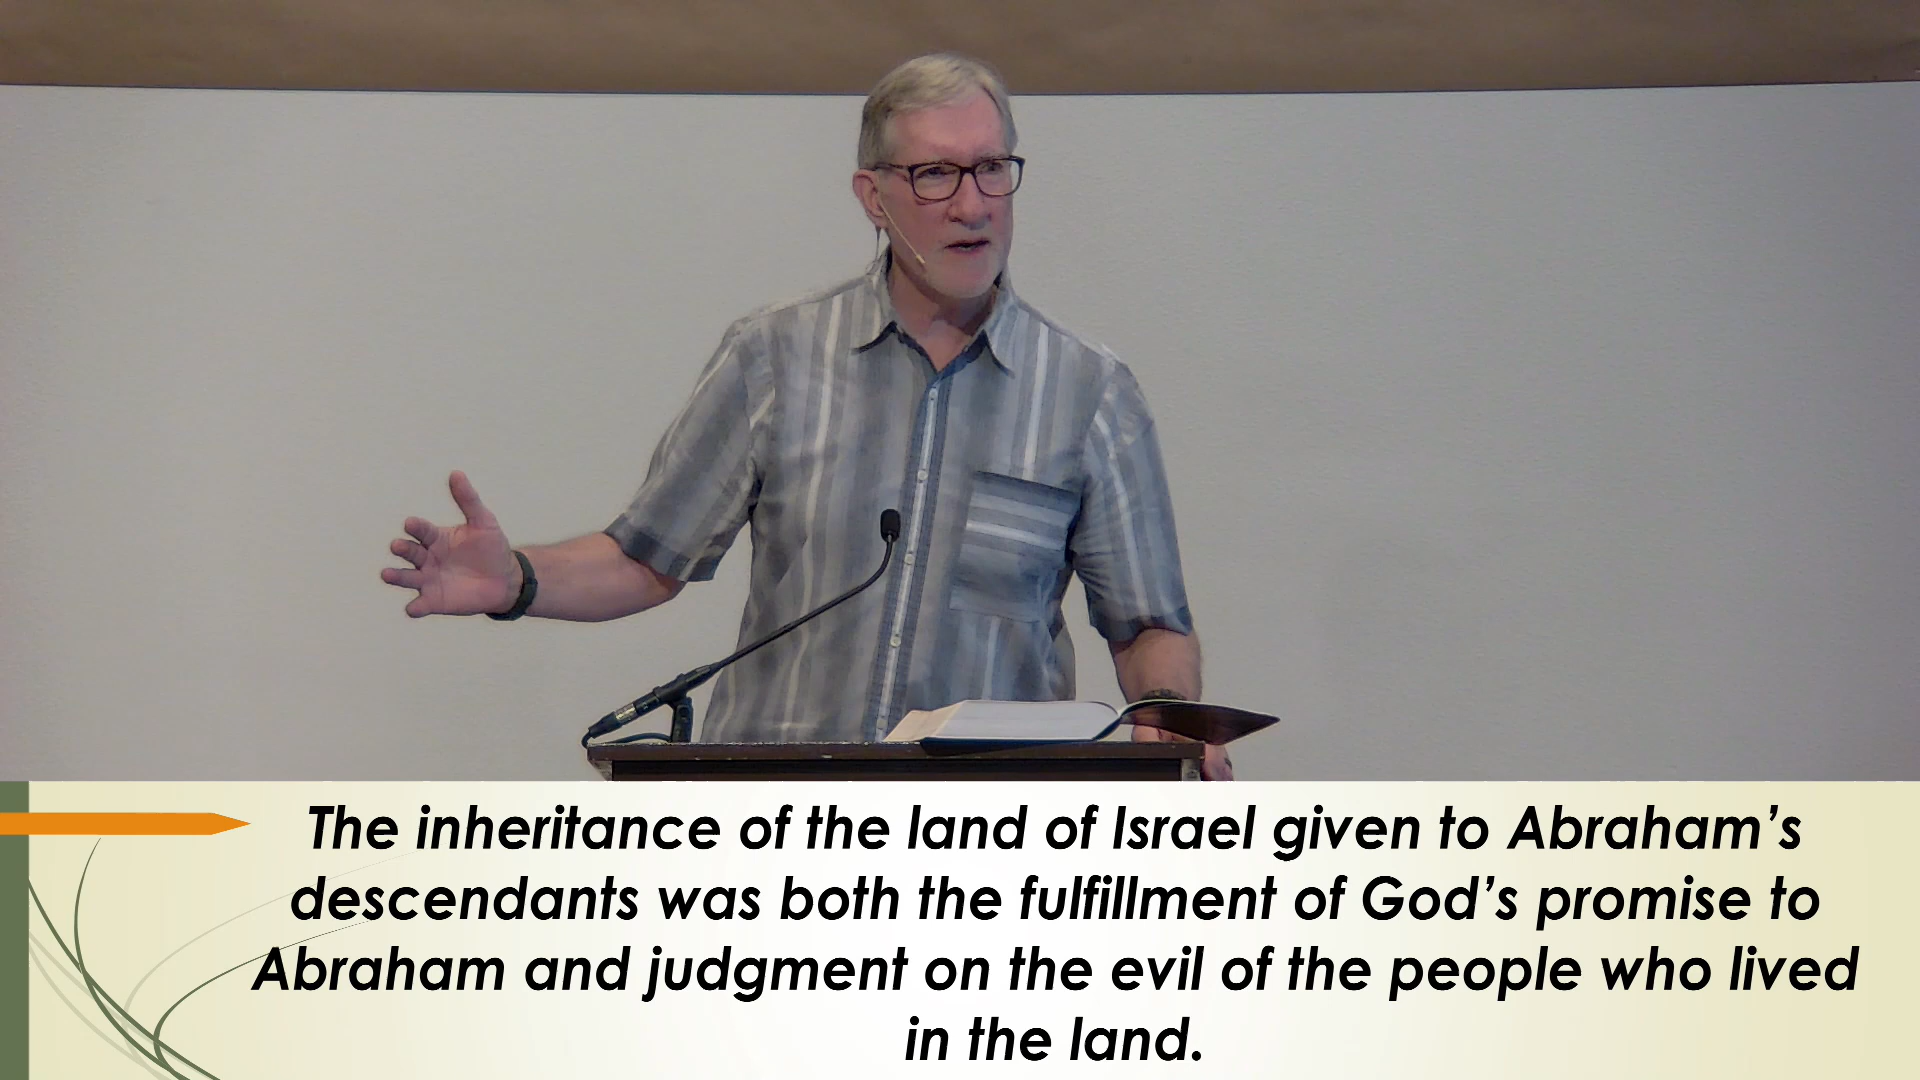 The inheritance of the land of Israel given to Abraham’s
descendants was both the fulfillment of God’s promise to
Abraham and judgment on the evil of the people who lived
in the land.